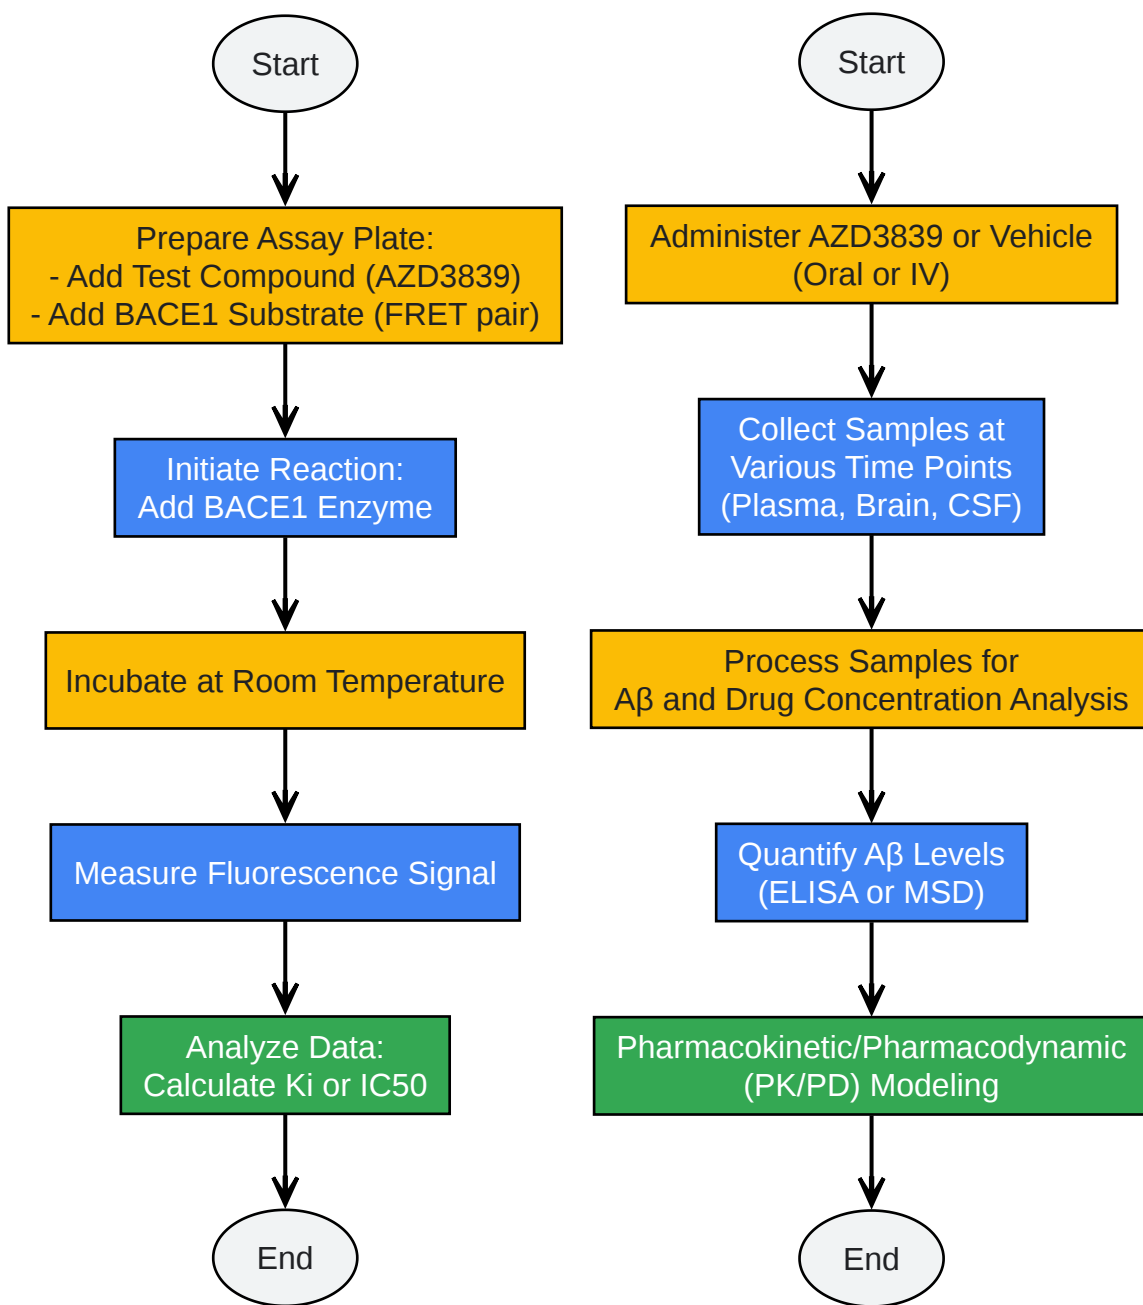 Start
Prepare Assay Plate:
- Add Test Compound (AZD3839)
- Add BACE1 Substrate (FRET pair)
Initiate Reaction:
Add BACE1 Enzyme
Incubate at Room Temperature
Measure Fluorescence Signal
Analyze Data:
Calculate Ki or IC50
End
Start
Administer AZD3839 or Vehicle
(Oral or IV)
Collect Samples at
Various Time Points
(Plasma, Brain, CSF)
Process Samples for
Aβ and Drug Concentration Analysis
Quantify Aβ Levels
(ELISA or MSD)
Pharmacokinetic/Pharmacodynamic
(PK/PD) Modeling
End